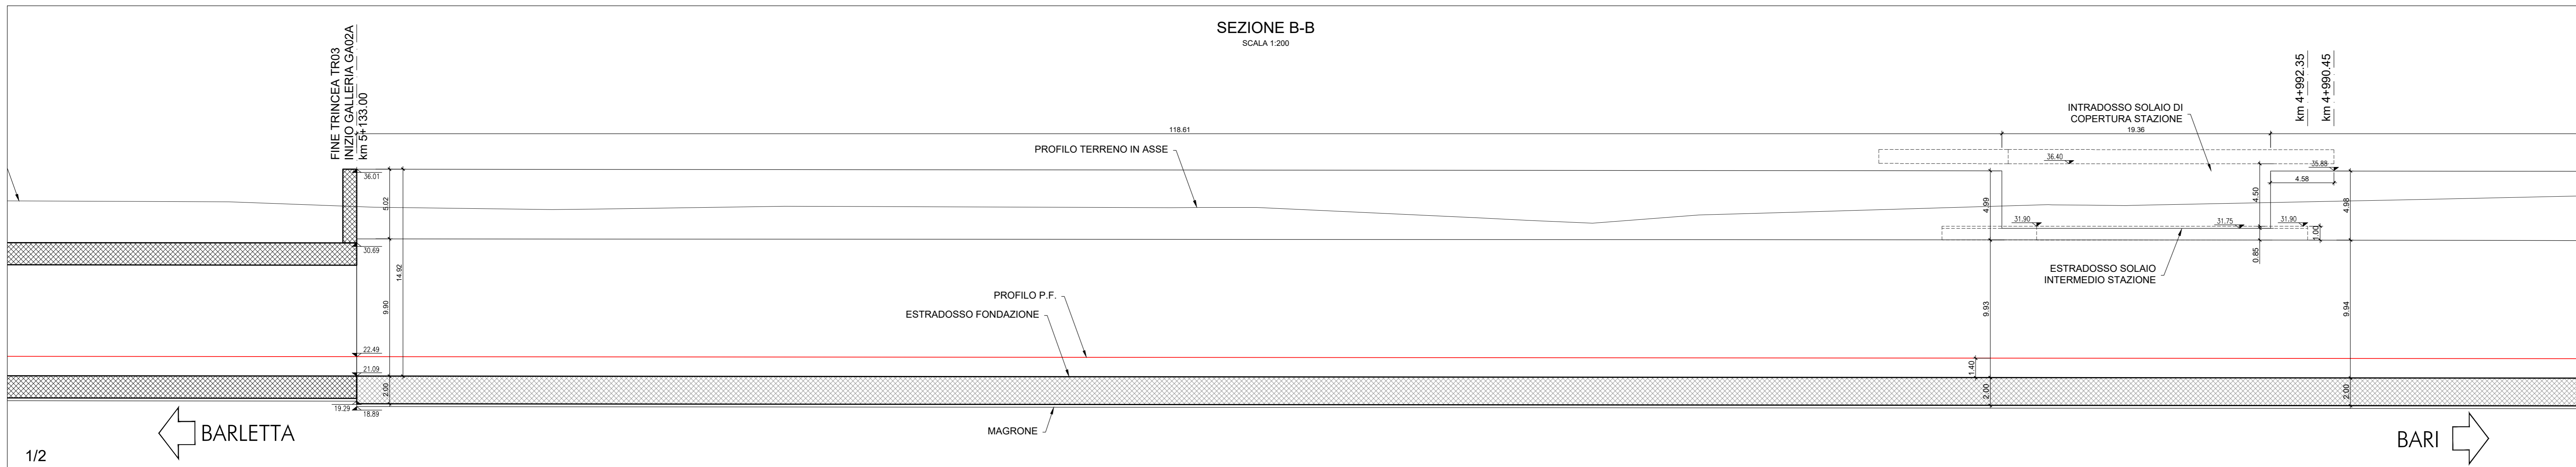 SEZIONE B-B
SCALA 1:200
FINE TRINCEA TR03
INIZIO GALLERIA GA02A
km 5+133.00
km 4+992.35
km 4+990.45
INTRADOSSO SOLAIO DI
COPERTURA STAZIONE
118.61
19.36
PROFILO TERRENO IN ASSE
36.40
35.88
36.01
4.58
5.02
4.99
4.50
4.98
31.90
31.75
31.90
1.00
30.69
0.85
14.92
ESTRADOSSO SOLAIO
INTERMEDIO STAZIONE
PROFILO P.F.
9.90
9.93
9.94
ESTRADOSSO FONDAZIONE
22.49
21.09
1.40
2.00
2.00
2.00
19.29
18.89
MAGRONE
BARLETTA
BARI
1/2